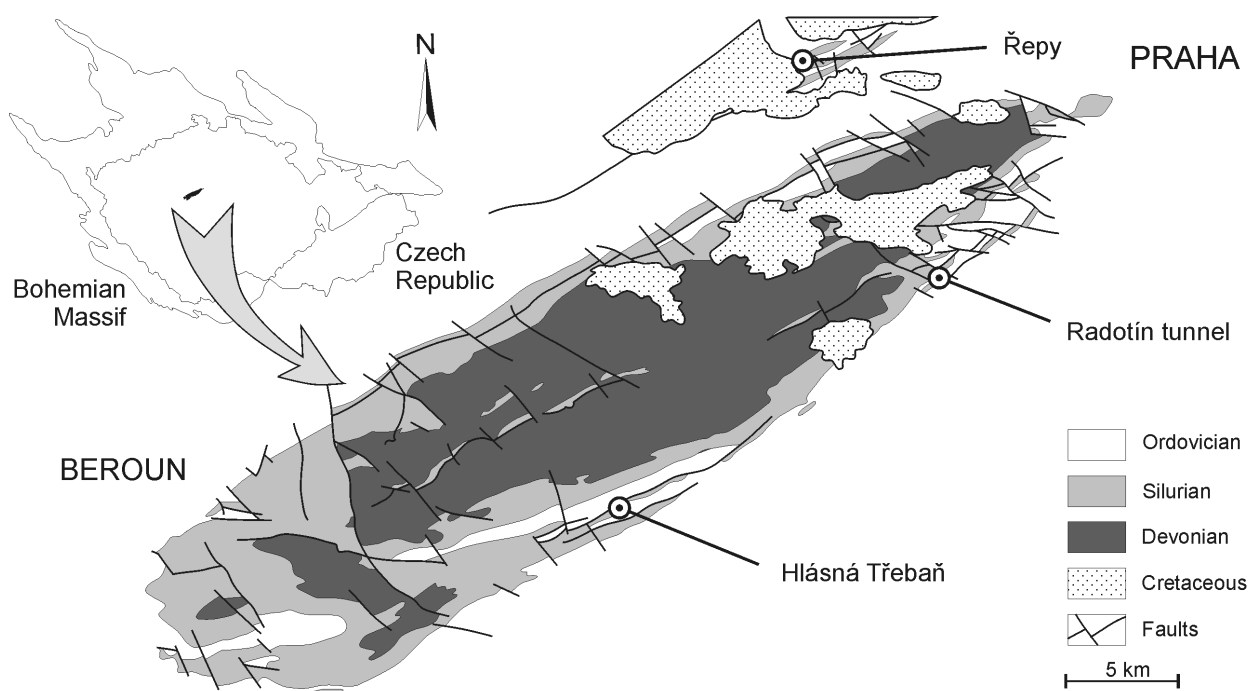 N
Řepy
PRAHA
Czech
Republic
Bohemian
Massif
Radotín tunnel
BEROUN
Hlásná Třebaň
Ordovician
Silurian
Devonian
Cretaceous
Faults
5 km